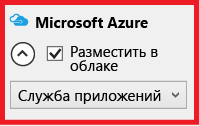 Microsoft Azure
Разместить в
облаке
Служба приложений